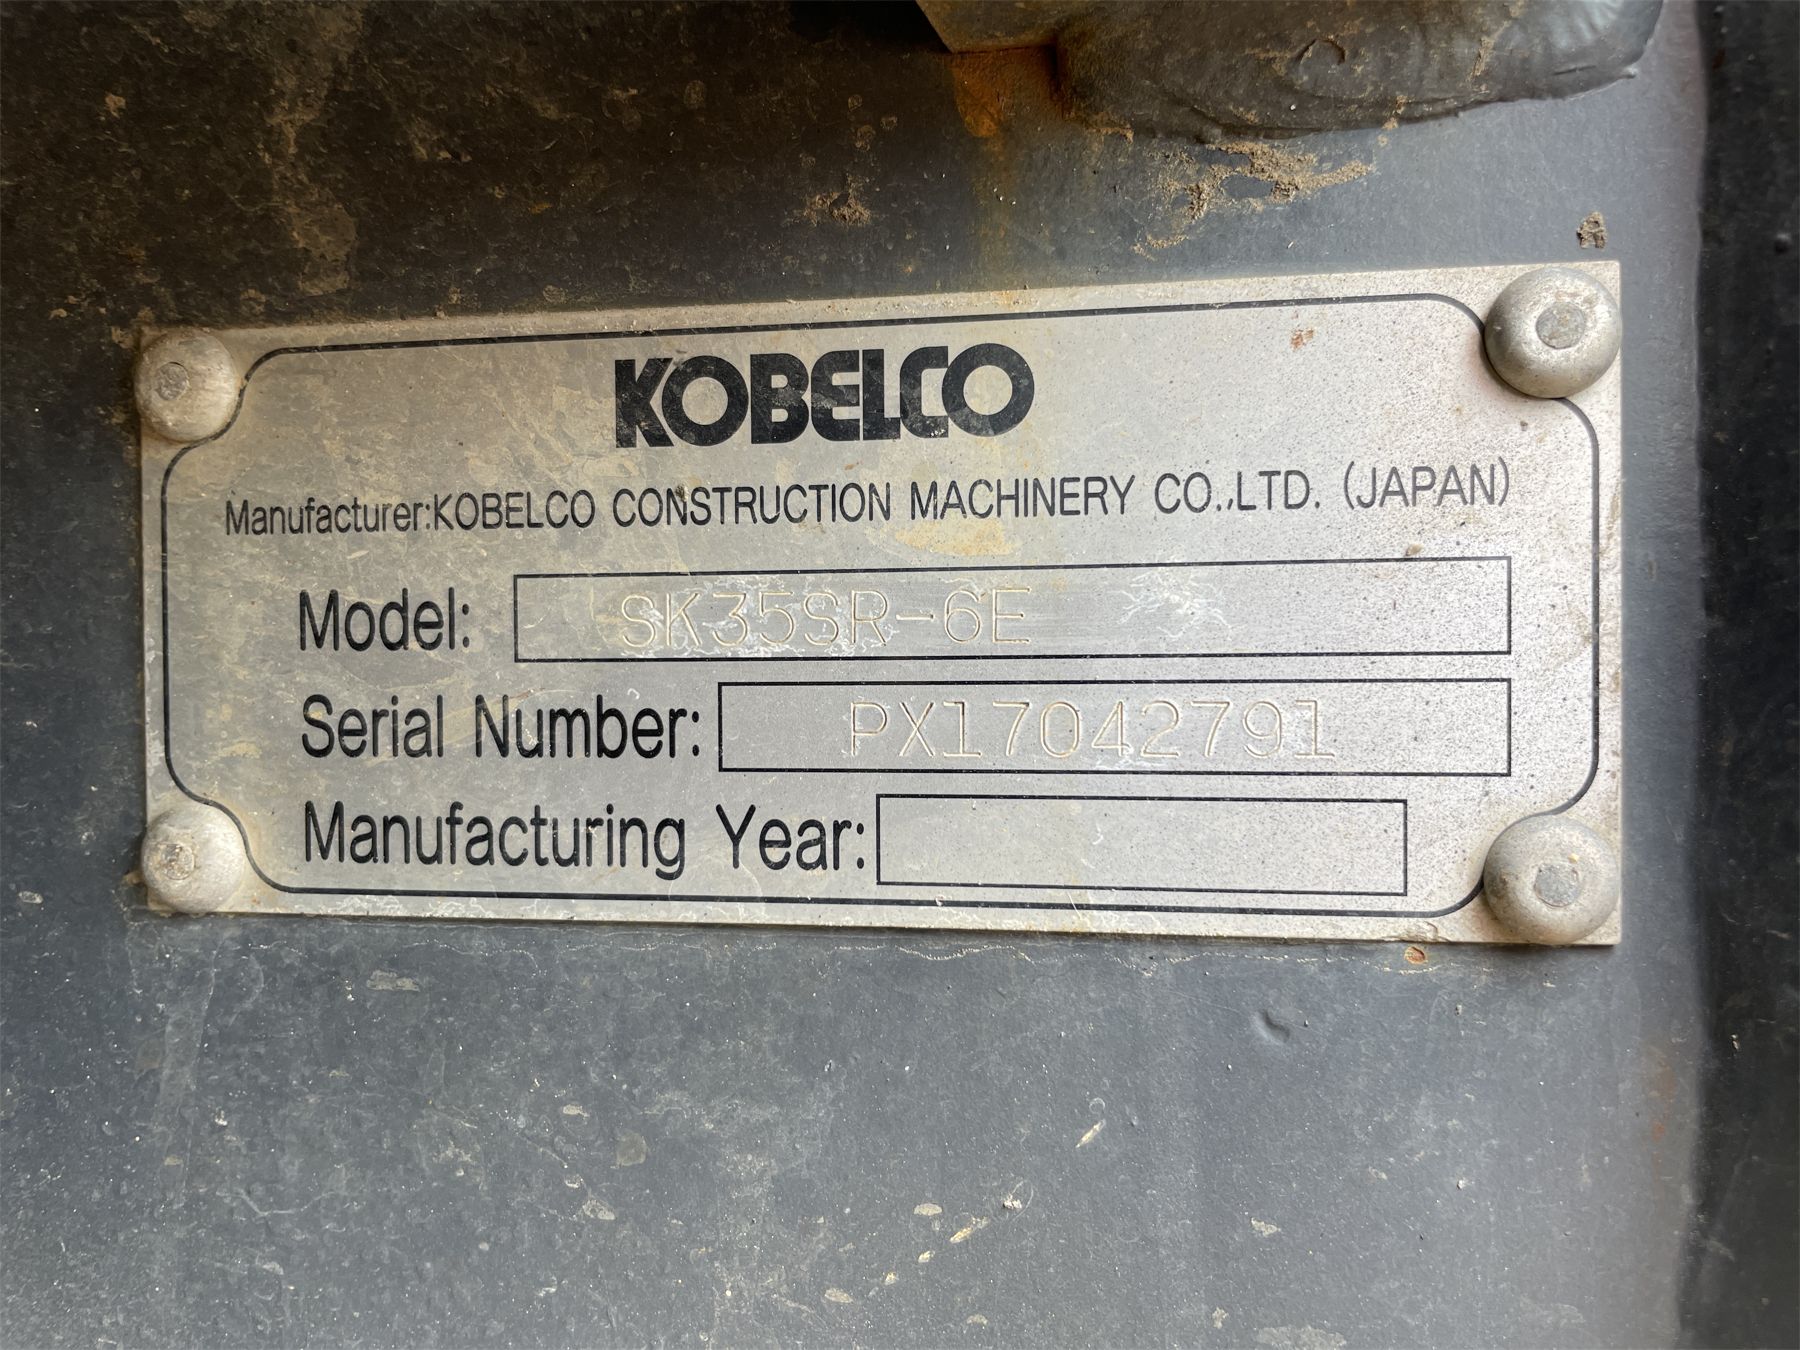 KOBELCO
Manufacturer:KOBELCO CONSTRUCTION MACHINERY CO.,LTD. (JAPAN)
Model: SK35SR-6E
Serial Number: PX17042791
Manufacturing Year: